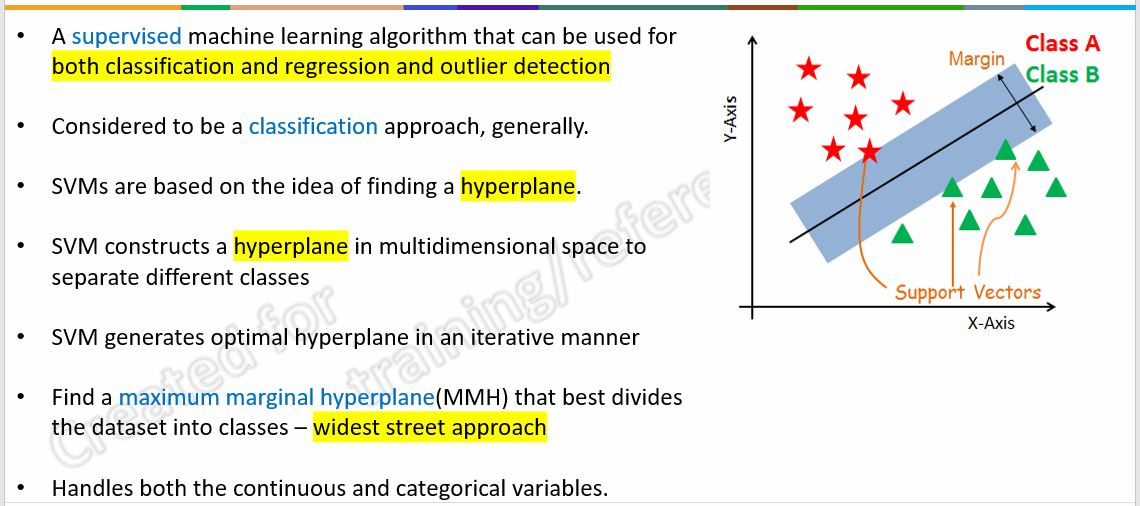 • A supervised machine learning algorithm that can be used for
both classification and regression and outlier detection
• Considered to be a classification approach, generally.
• SVMs are based on the idea of finding a hyperplane.
• SVM constructs a hyperplane in multidimensional space to
separate different classes
• SVM generates optimal hyperplane in an iterative manner
• Find a maximum marginal hyperplane(MMH) that best divides
the dataset into classes – widest street approach
• Handles both the continuous and categorical variables.
Created for
training/refere
Class A
Margin
Class B
Y-Axis
Support Vectors
X-Axis